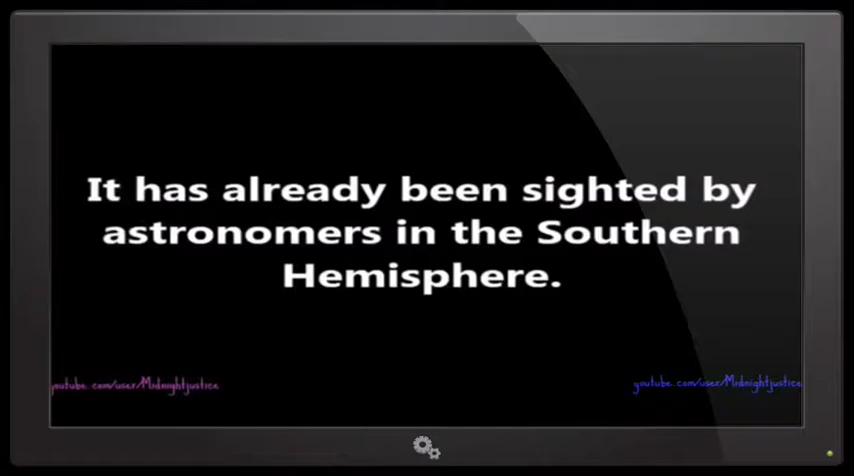 It has already been sighted by
astronomers in the Southern
Hemisphere.
youtube.com/user/Midnightjustice
youtube.com/user/Midnightjustice